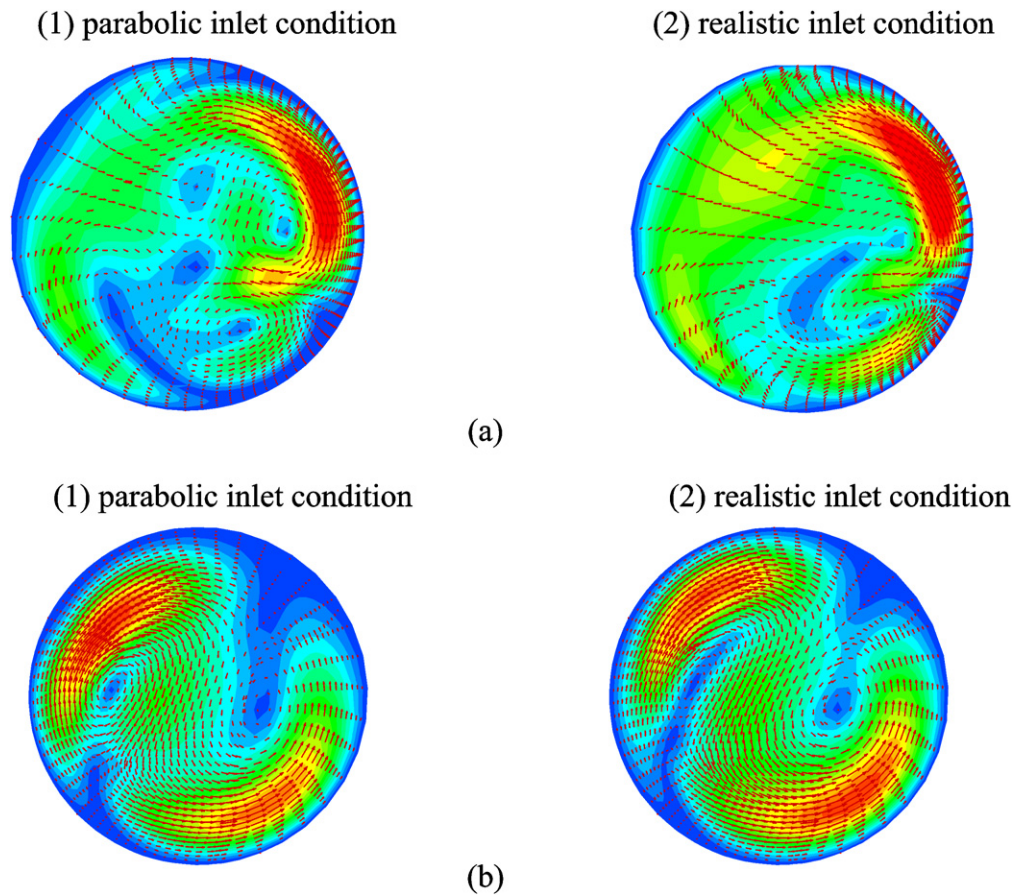 (1) parabolic inlet condition
(2) realistic inlet condition
(a)
(1) parabolic inlet condition
(2) realistic inlet condition
(b)